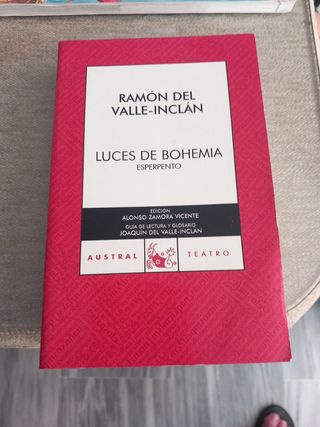 RAMÓN DEL
VALLE-INCLÁN
LUCES DE BOHEMIA
ESPERPENTO
EDICIÓN
ALONSO ZAMORA VICENTE
GUÍA DE LECTURA Y GLOSARIO
JOAQUÍN DEL VALLE-INCLÁN
AUSTRAL TEATRO